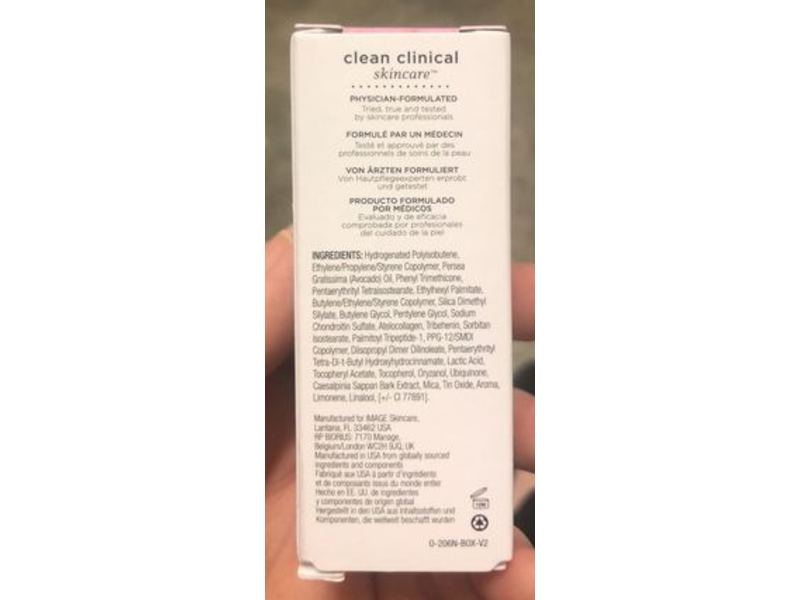 clean clinical
skincare™
PHYSICIAN-FORMULATED
Tried, true and tested
by skincare professionals
FORMULÉ PAR UN MÉDECIN
Testé et approuvé par des
professionnels de soins de la peau
VON ÄRZTEN FORMULIERT
Von Hautpflegeexperten erprobt
und getestet
PRODUCTO FORMULADO
POR MÉDICOS
Evaluado y de eficacia
comprobada por profesionales
del cuidado de la piel
INGREDIENTS: Hydrogenated Polyisobutene,
Ethylene/Propylene/Styrene Copolymer, Persea
Gratissima (Avocado) Oil, Phenyl Trimethicone,
Pentaerythrityl Tetraisostearate, Ethylhexyl Palmitate,
Butylene/Ethylene/Styrene Copolymer, Silica Dimethyl
Silylate, Butylene Glycol, Pentylene Glycol, Sodium
Chondroitin Sulfate, Atelocollagen, Tribehenin, Sorbitan
Isostearate, Palmitoyl Tripeptide-1, PPG-12/SMDI
Copolymer, Diisopropyl Dimer Dilinoleate, Pentaerythrityl
Tetra-Di-t-Butyl Hydroxyhydrocinnamate, Lactic Acid,
Tocopheryl Acetate, Tocopherol, Oryzanol, Ubiquinone,
Caesalpinia Sappan Bark Extract, Mica, Tin Oxide, Aroma,
Limonene, Linalool, [+/- CI 77891].
Manufactured for IMAGE Skincare,
Lantana, FL 33462 USA
RP BIORIUS: 7170 Manage,
Belgium/London WC2H 9JQ, UK
Manufactured in USA from globally sourced
ingredients and components
Fabriqué aux USA à partir d'ingrédients
et composants issus du monde entier
Hecho en EE. UU. de ingredientes
y componentes de origen global
Hergestellt in den USA aus Inhaltsstoffen und
Komponenten, die weltweit beschafft wurden
12M
O-206N-BOX-V2